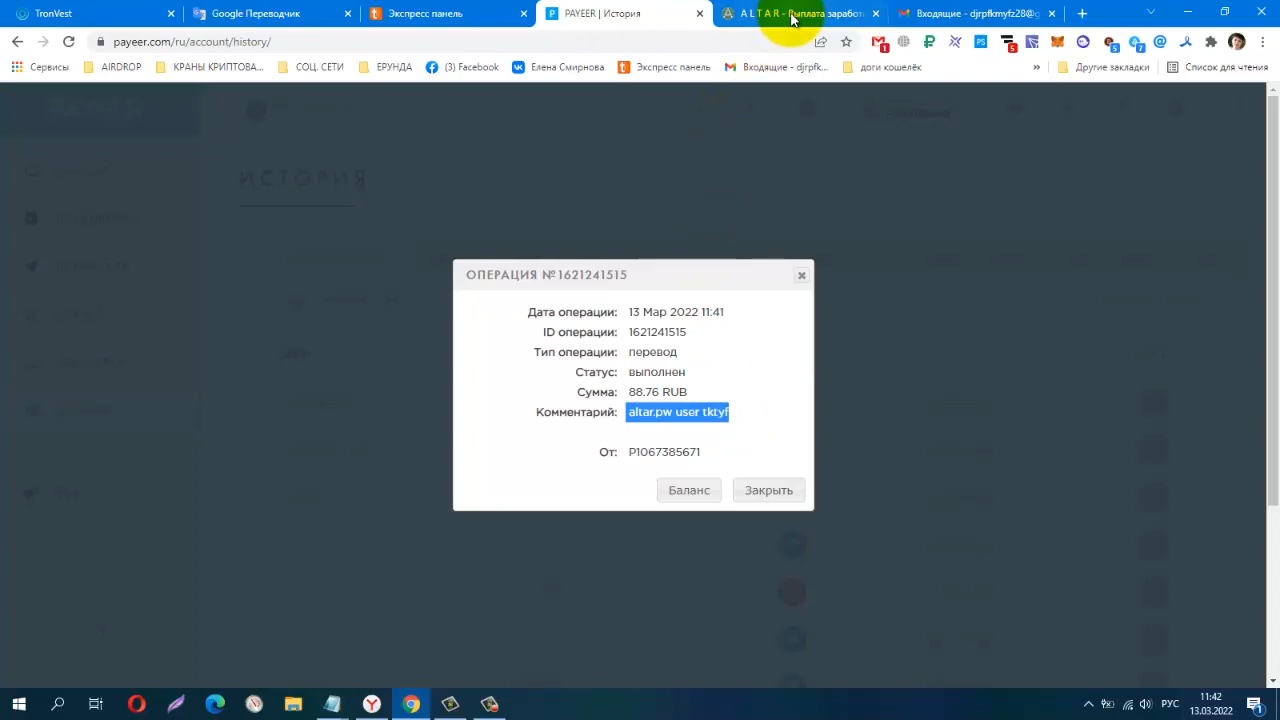 TronVest
Google Переводчик
Экспресс панель
PAYEER | История
A L T A R - Выплата заработ
Входящие - djrpfkmyfz28@g
payeer.com/ru/account/history/
Сервисы
AIRDROP
КРАНЫ КРИПТОВА...
СОЦ. СЕТИ
ЕРУНДА
(3) Facebook
Елена Смирнова
Экспресс панель
Входящие - djrpfk...
доги кошелёк
»
Другие закладки
Список для чтения
ИСТОРИЯ
ОПЕРАЦИЯ №1621241515
Дата операции: 13 Мар 2022 11:41
ID операции: 1621241515
Тип операции: перевод
Статус: выполнен
Сумма: 88.76 RUB
Комментарий: altar.pw user tktyf
От: P1067385671
Баланс
Закрыть
РУС
11:42
13.03.2022